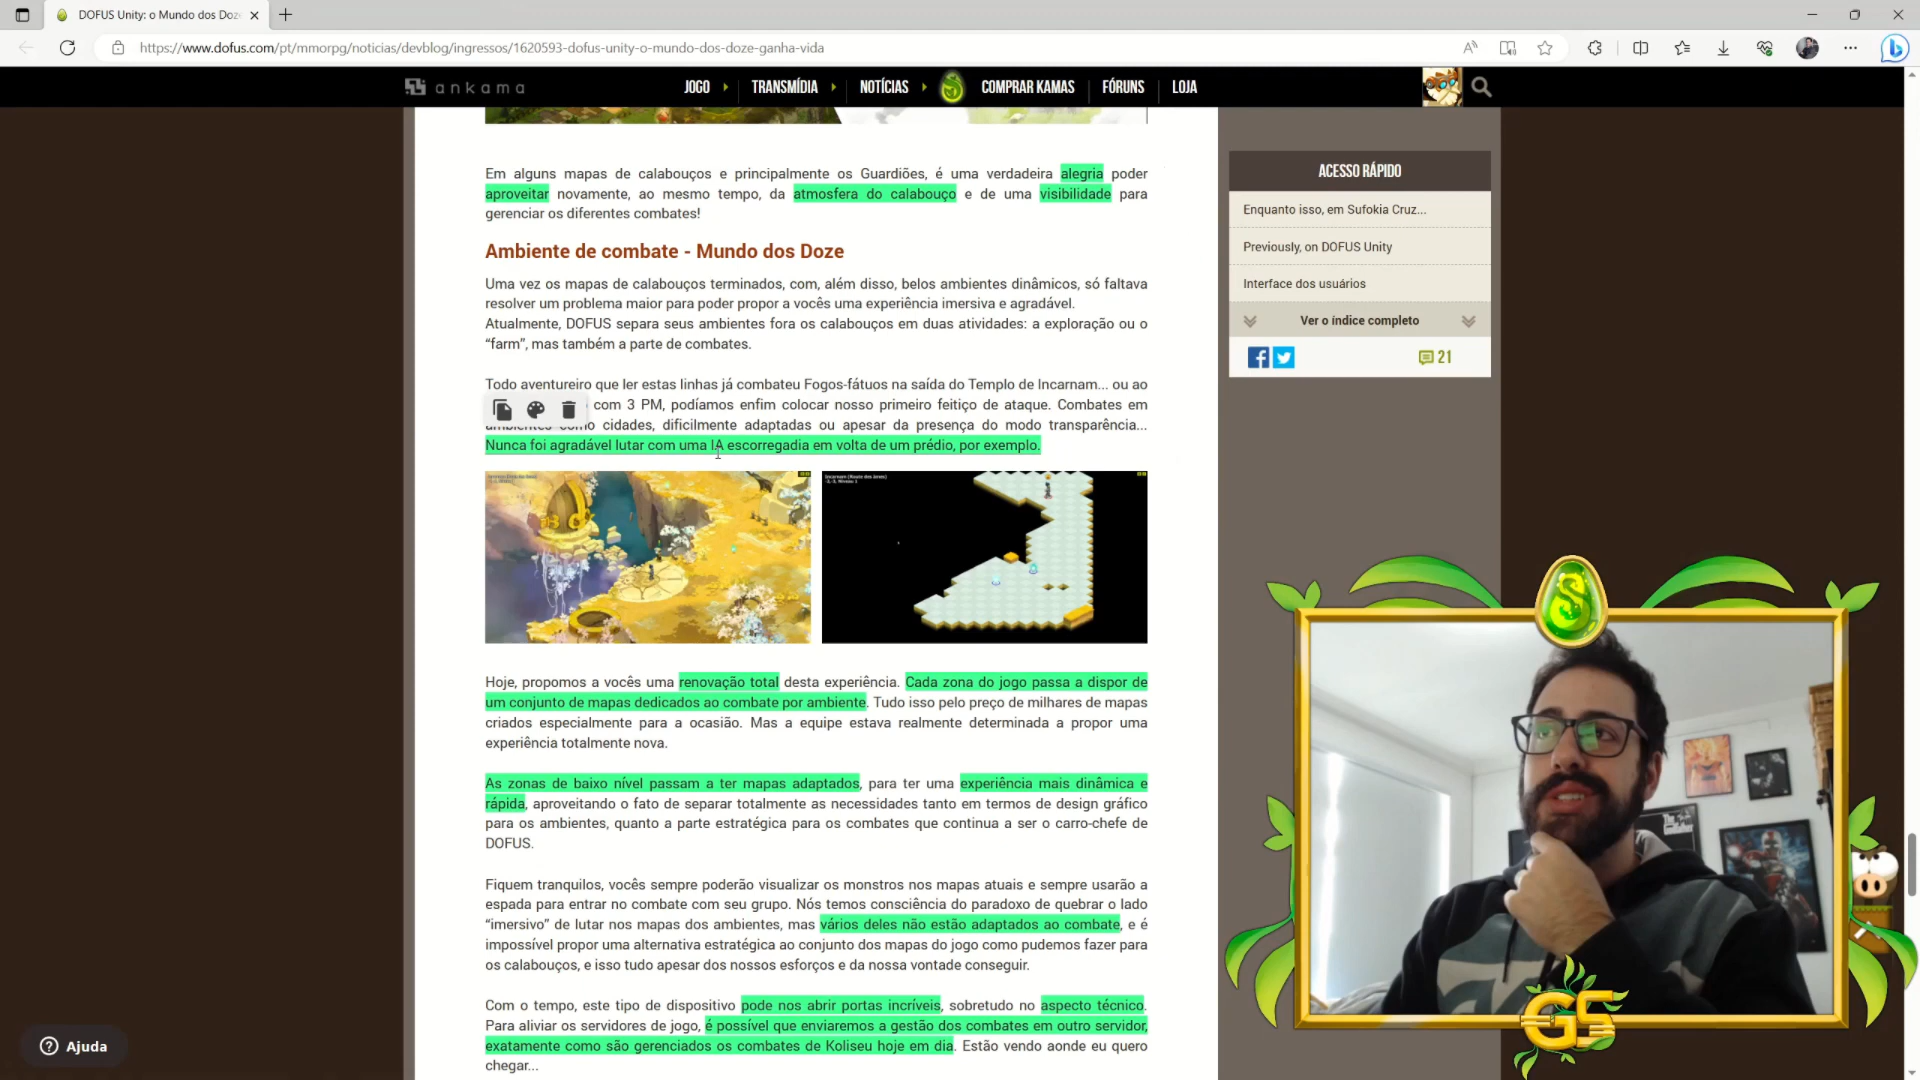 DOFUS Unity: o Mundo dos Doz
https://www.dofus.com/pt/mmorpg/noticias/devblog/ingressos/1620593-dofus-unity-o-mundo-dos-doze-ganha-vida
ankama
JOGO
TRANSMÍDIA
NOTÍCIAS
COMPRAR KAMAS
FÓRUNS
LOJA
Em alguns mapas de calabouços e principalmente os Guardiões, é uma verdadeira alegria poder
aproveitar novamente, ao mesmo tempo, da atmosfera do calabouço e de uma visibilidade para
gerenciar os diferentes combates!
Ambiente de combate - Mundo dos Doze
Uma vez os mapas de calabouços terminados, com, além disso, belos ambientes dinâmicos, só faltava
resolver um problema maior para poder propor a vocês uma experiência imersiva e agradável.
Atualmente, DOFUS separa seus ambientes fora os calabouços em duas atividades: a exploração ou o
“farm”, mas também a parte de combates.
Todo aventureiro que ler estas linhas já combateu Fogos-fátuos na saída do Templo de Incarnam... ou ao
com 3 PM, podíamos enfim colocar nosso primeiro feitiço de ataque. Combates em
ambientes como cidades, dificilmente adaptadas ou apesar da presença do modo transparência...
Nunca foi agradável lutar com uma IA escorregadia em volta de um prédio, por exemplo.
Hoje, propomos a vocês uma renovação total desta experiência. Cada zona do jogo passa a dispor de
um conjunto de mapas dedicados ao combate por ambiente. Tudo isso pelo preço de milhares de mapas
criados especialmente para a ocasião. Mas a equipe estava realmente determinada a propor uma
experiência totalmente nova.
As zonas de baixo nível passam a ter mapas adaptados, para ter uma experiência mais dinâmica e
rápida, aproveitando o fato de separar totalmente as necessidades tanto em termos de design gráfico
para os ambientes, quanto a parte estratégica para os combates que continua a ser o carro-chefe de
DOFUS.
Fiquem tranquilos, vocês sempre poderão visualizar os monstros nos mapas atuais e sempre usarão a
espada para entrar no combate com seu grupo. Nós temos consciência do paradoxo de quebrar o lado
“imersivo” de lutar nos mapas dos ambientes, mas vários deles não estão adaptados ao combate, e é
impossível propor uma alternativa estratégica ao conjunto dos mapas do jogo como pudemos fazer para
os calabouços, e isso tudo apesar dos nossos esforços e da nossa vontade conseguir.
Com o tempo, este tipo de dispositivo pode nos abrir portas incríveis, sobretudo no aspecto técnico.
Para aliviar os servidores de jogo, é possível que enviaremos a gestão dos combates em outro servidor,
exatamente como são gerenciados os combates de Koliseu hoje em dia. Estão vendo aonde eu quero
chegar...
ACESSO RÁPIDO
Enquanto isso, em Sufokia Cruz...
Previously, on DOFUS Unity
Interface dos usuários
Ver o índice completo
21
GS
Ajuda